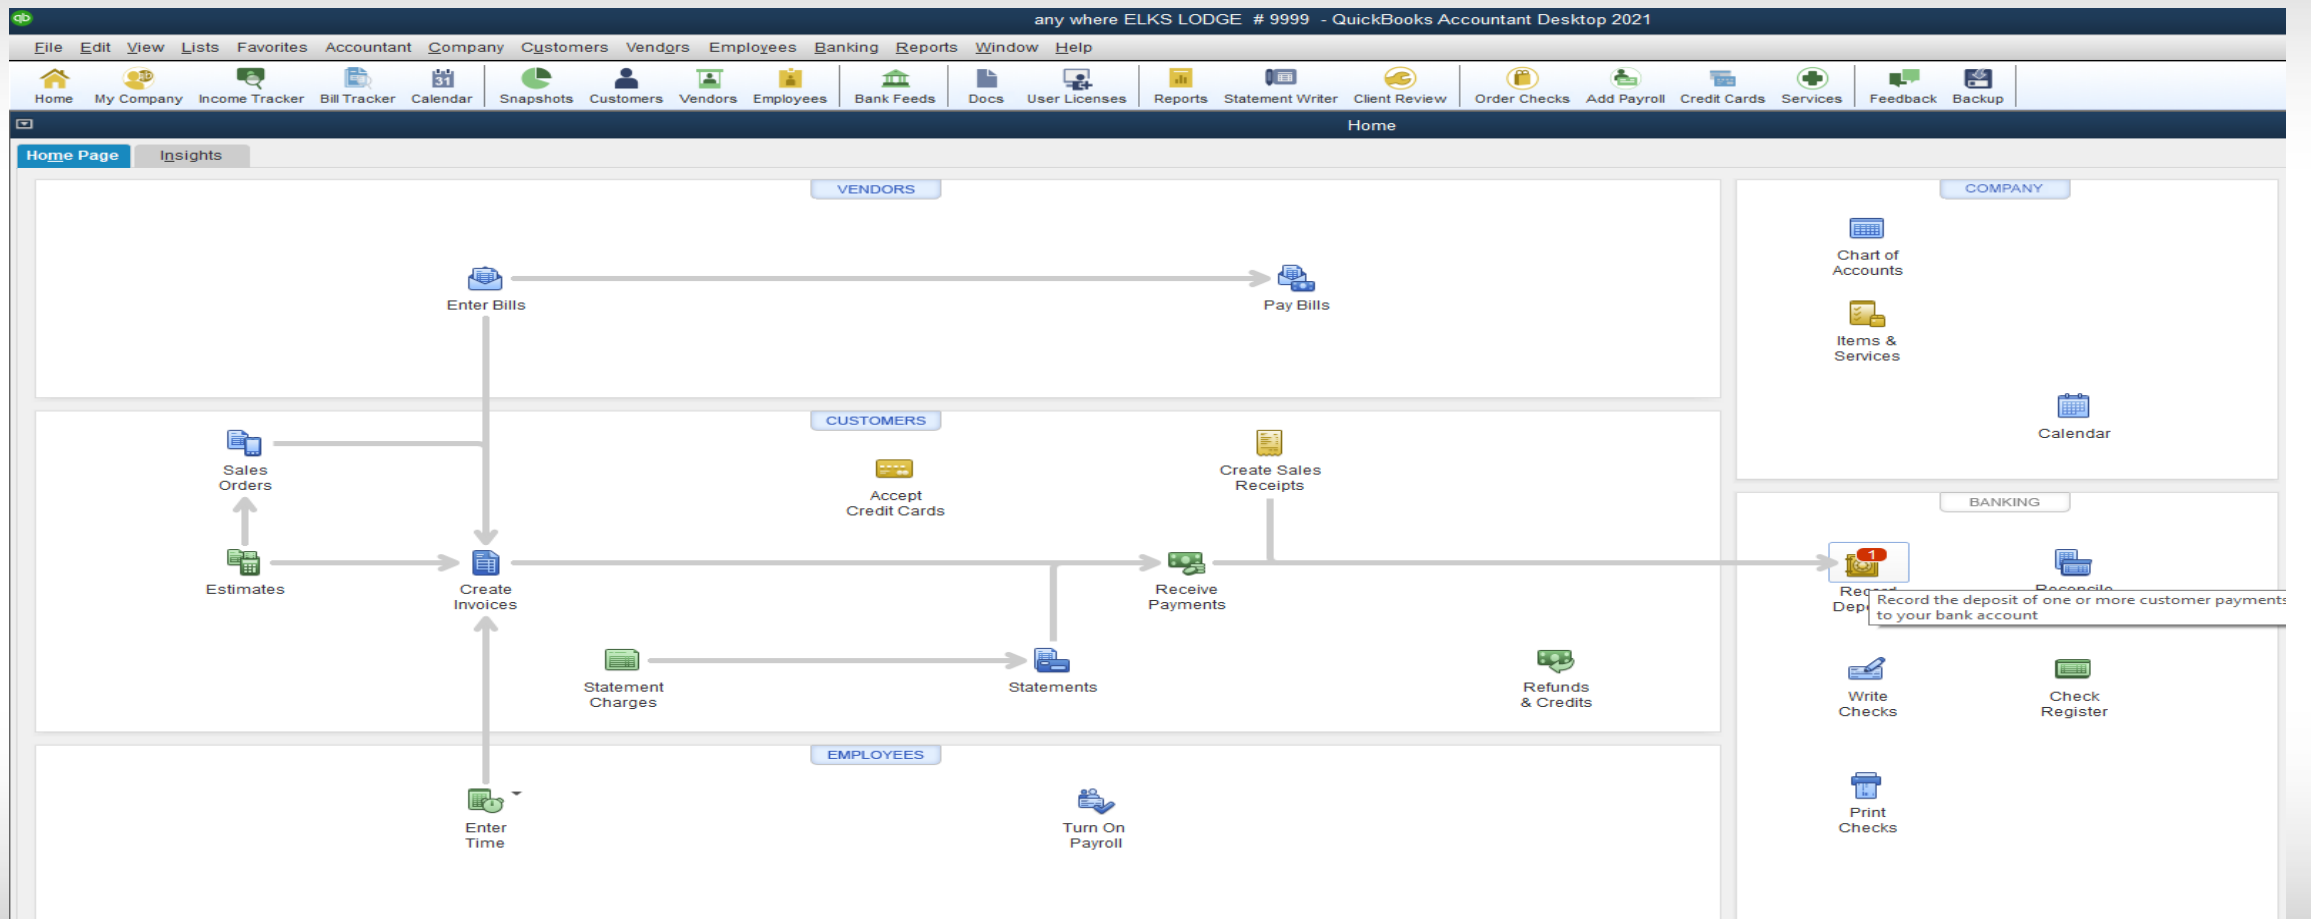 qb
any where ELKS LODGE # 9999 - QuickBooks Accountant Desktop 2021
File Edit View Lists Favorites Accountant Company Customers Vendors Employees Banking Reports Window Help
31
Home My Company Income Tracker Bill Tracker Calendar Snapshots Customers Vendors Employees Bank Feeds Docs User Licenses Reports Statement Writer Client Review Order Checks Add Payroll Credit Cards Services Feedback Backup
Home
Home Page Insights
VENDORS
Enter Bills
Pay Bills
CUSTOMERS
Sales
Orders
Accept
Credit Cards
Create Sales
Receipts
Estimates
Create
Invoices
Receive
Payments
Statement
Charges
Statements
Refunds
& Credits
EMPLOYEES
Enter
Time
Turn On
Payroll
COMPANY
Chart of
Accounts
Items &
Services
Calendar
BANKING
1
Record the deposit of one or more customer payments
to your bank account
Write
Checks
Check
Register
Print
Checks